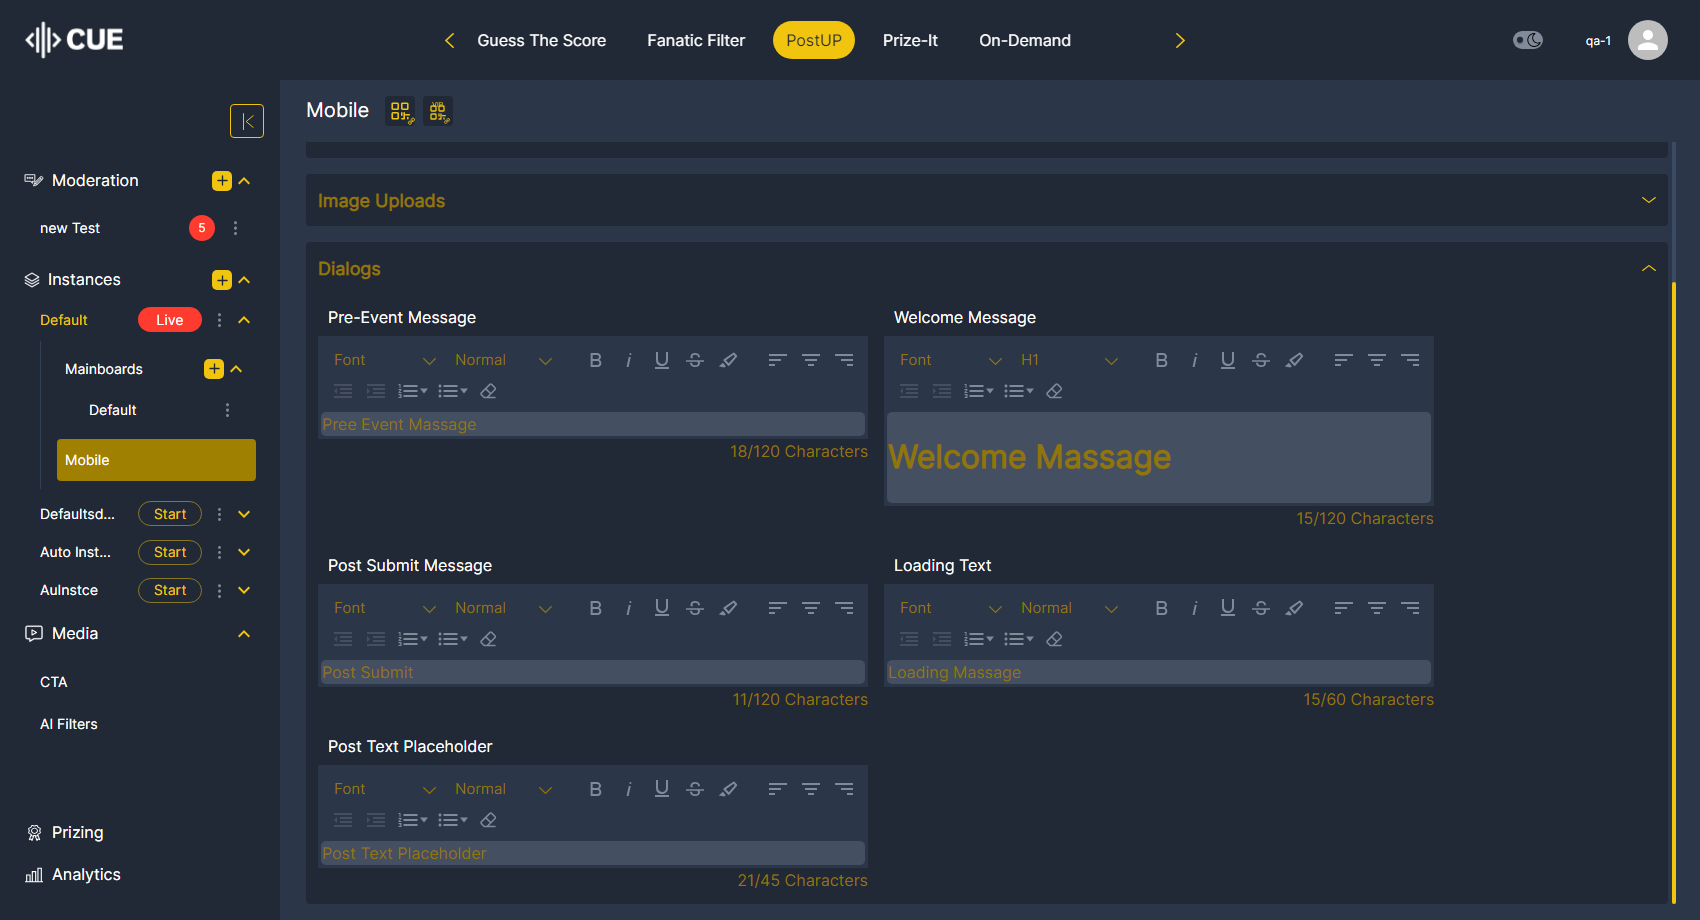 CUE
Guess The Score
Fanatic Filter
PostUP
Prize-It
On-Demand
qa-1
Mobile
Moderation
new Test
5
Instances
Default
Live
Mainboards
Default
Mobile
Defaultsd...
Start
Auto Inst...
Start
AuInstce
Start
Media
CTA
AI Filters
Prizing
Analytics
Image Uploads
Dialogs
Pre-Event Message
Font
Normal
Pree Event Massage
18/120 Characters
Welcome Message
Font
H1
Welcome Massage
15/120 Characters
Post Submit Message
Font
Normal
Post Submit
11/120 Characters
Loading Text
Font
Normal
Loading Massage
15/60 Characters
Post Text Placeholder
Font
Normal
Post Text Placeholder
21/45 Characters